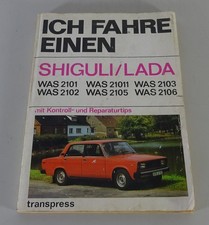 ICH FAHRE
EINEN
SHIGULI/LADA
WAS 2101 WAS 21011 WAS 2103
WAS 2102 WAS 2105 WAS 2106
mit Kontroll- und Reparaturtips
transpress